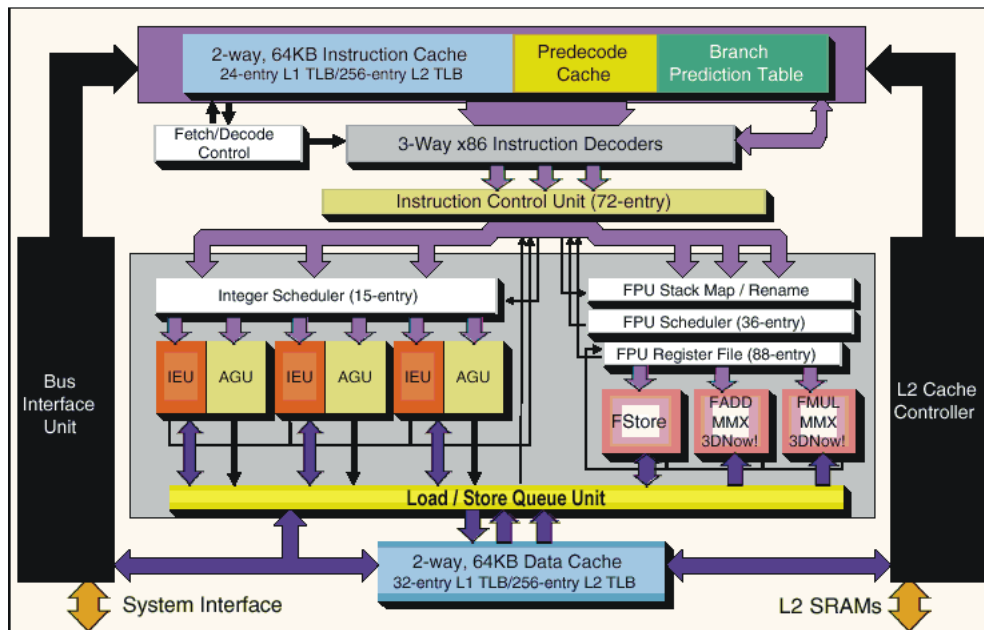 2-way, 64KB Instruction Cache
24-entry L1 TLB/256-entry L2 TLB
Predecode
Cache
Branch
Prediction Table
Fetch/Decode
Control
3-Way x86 Instruction Decoders
Instruction Control Unit (72-entry)
Integer Scheduler (15-entry)
FPU Stack Map / Rename
FPU Scheduler (36-entry)
FPU Register File (88-entry)
Bus
Interface
Unit
IEU
AGU
IEU
AGU
IEU
AGU
FStore
FADD
MMX
3DNow!
FMUL
MMX
3DNow!
L2 Cache
Controller
Load / Store Queue Unit
2-way, 64KB Data Cache
32-entry L1 TLB/256-entry L2 TLB
System Interface
L2 SRAMs